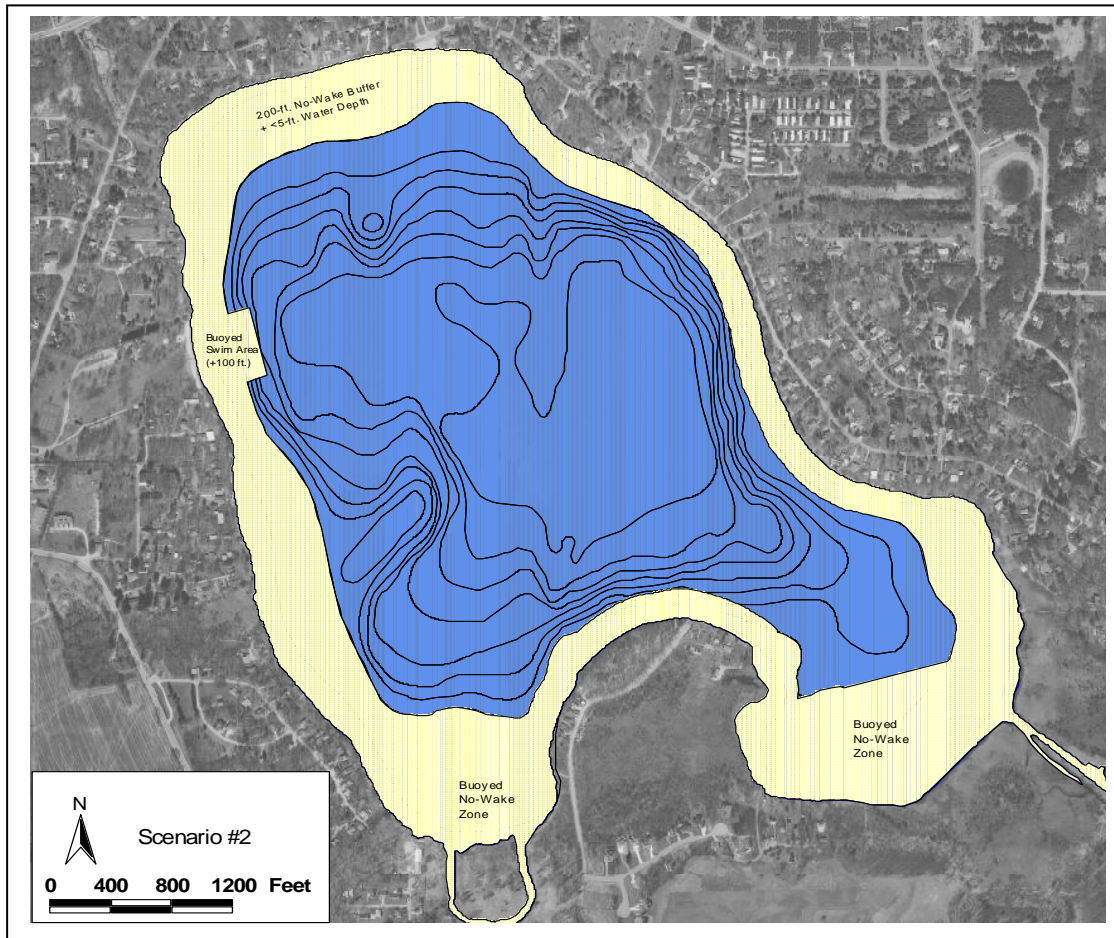 200-ft. No-Wake Buffer
+ <5-ft. Water Depth
Buoyed
Swim Area
(+100 ft.)
Buoyed
No-Wake
Zone
Buoyed
No-Wake
Zone
N
Scenario #2
0 400 800 1200 Feet